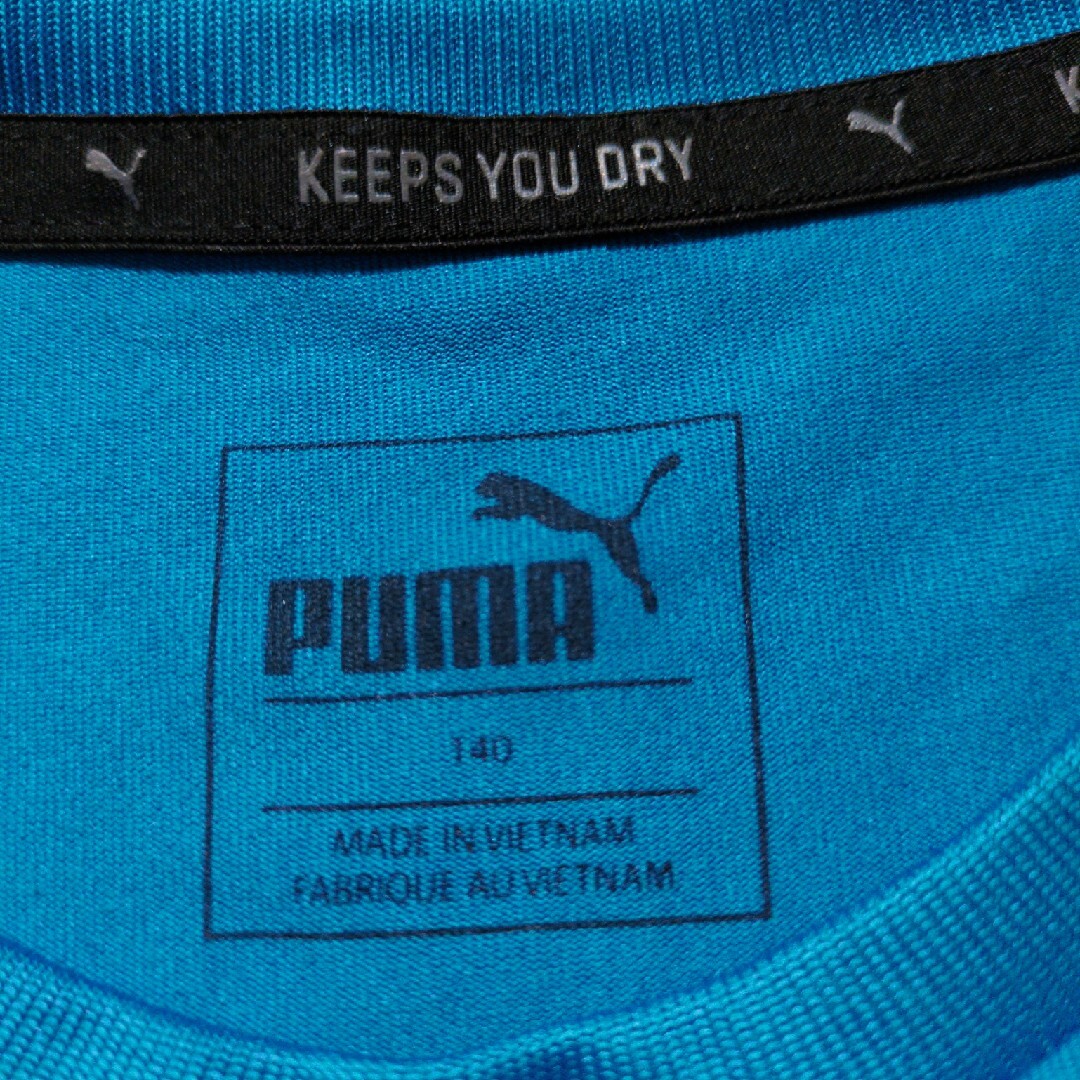 KEEPS YOU DRY
PUMA
140
MADE IN VIETNAM
FABRIQUE AU VIETNAM